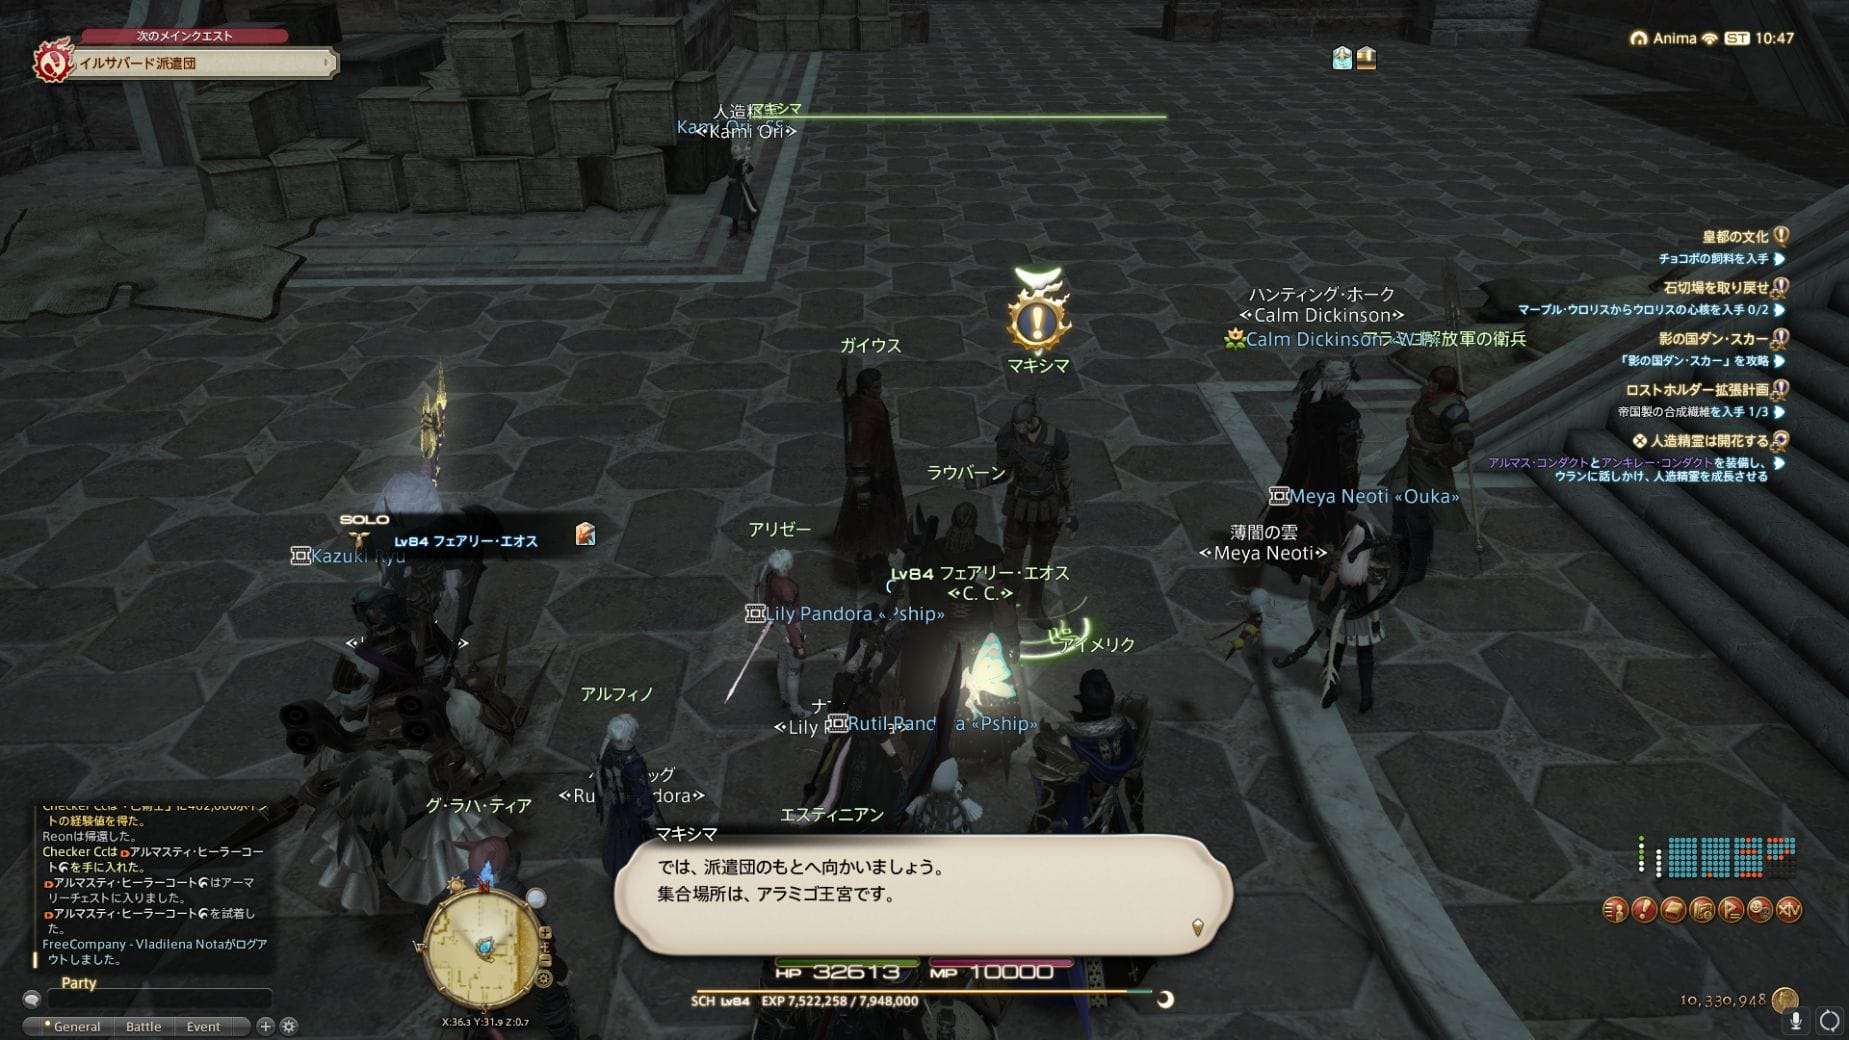 次のメインクエスト
イルサバード派遣団
Anima ST 10:47
マキシマ
‹Kami Ori›
皇都の文化
チョコボの飼料を入手
石切場を取り戻せ
マーブル・ウロリスからウロリスの心核を入手 0/2
影の国ダン・スカー
「影の国ダン・スカー」を攻略
ロストホルダー拡張計画
帝国製の合成繊維を入手 1/3
人造精霊は開花する
アルマス・コンダクトとアンキレー・コンダクトを装備し、
ウランに話しかけ、人造精霊を成長させる
ハンティング・ホーク
‹Calm Dickinson›
Calm Dickinson
解放軍の衛兵
ガイウス
マキシマ
ラウバーン
Meya Neoti «Ouka»
薄闇の雲
‹Meya Neoti›
SOLO
Lv84 フェアリー・エオス
Kazuki Ryu
アリゼー
Lv84 フェアリー・エオス
‹C. C.›
Lily Pandora
アイメリク
アルフィノ
Rutil Pandora «Pship»
グ・ラハ・ティア
エスティニアン
マキシマ
では、派遣団のもとへ向かいましょう。
集合場所は、アラミゴ王宮です。
トの経験値を得た。
Reonは帰還した。
Checker Ccは アルマスティ・ヒーラーコー
トを手に入れた。
アルマスティ・ヒーラーコート はアーマ
リーチェストに入りました。
アルマスティ・ヒーラーコート を試着し
た。
FreeCompany - Vladilena Notaがログア
ウトしました。
Party
General Battle Event
X:36.3 Y:31.9 Z:0.7
HP 32613 MP 10000
SCH Lv84 EXP 7,522,258 / 7,948,000
10,330,948